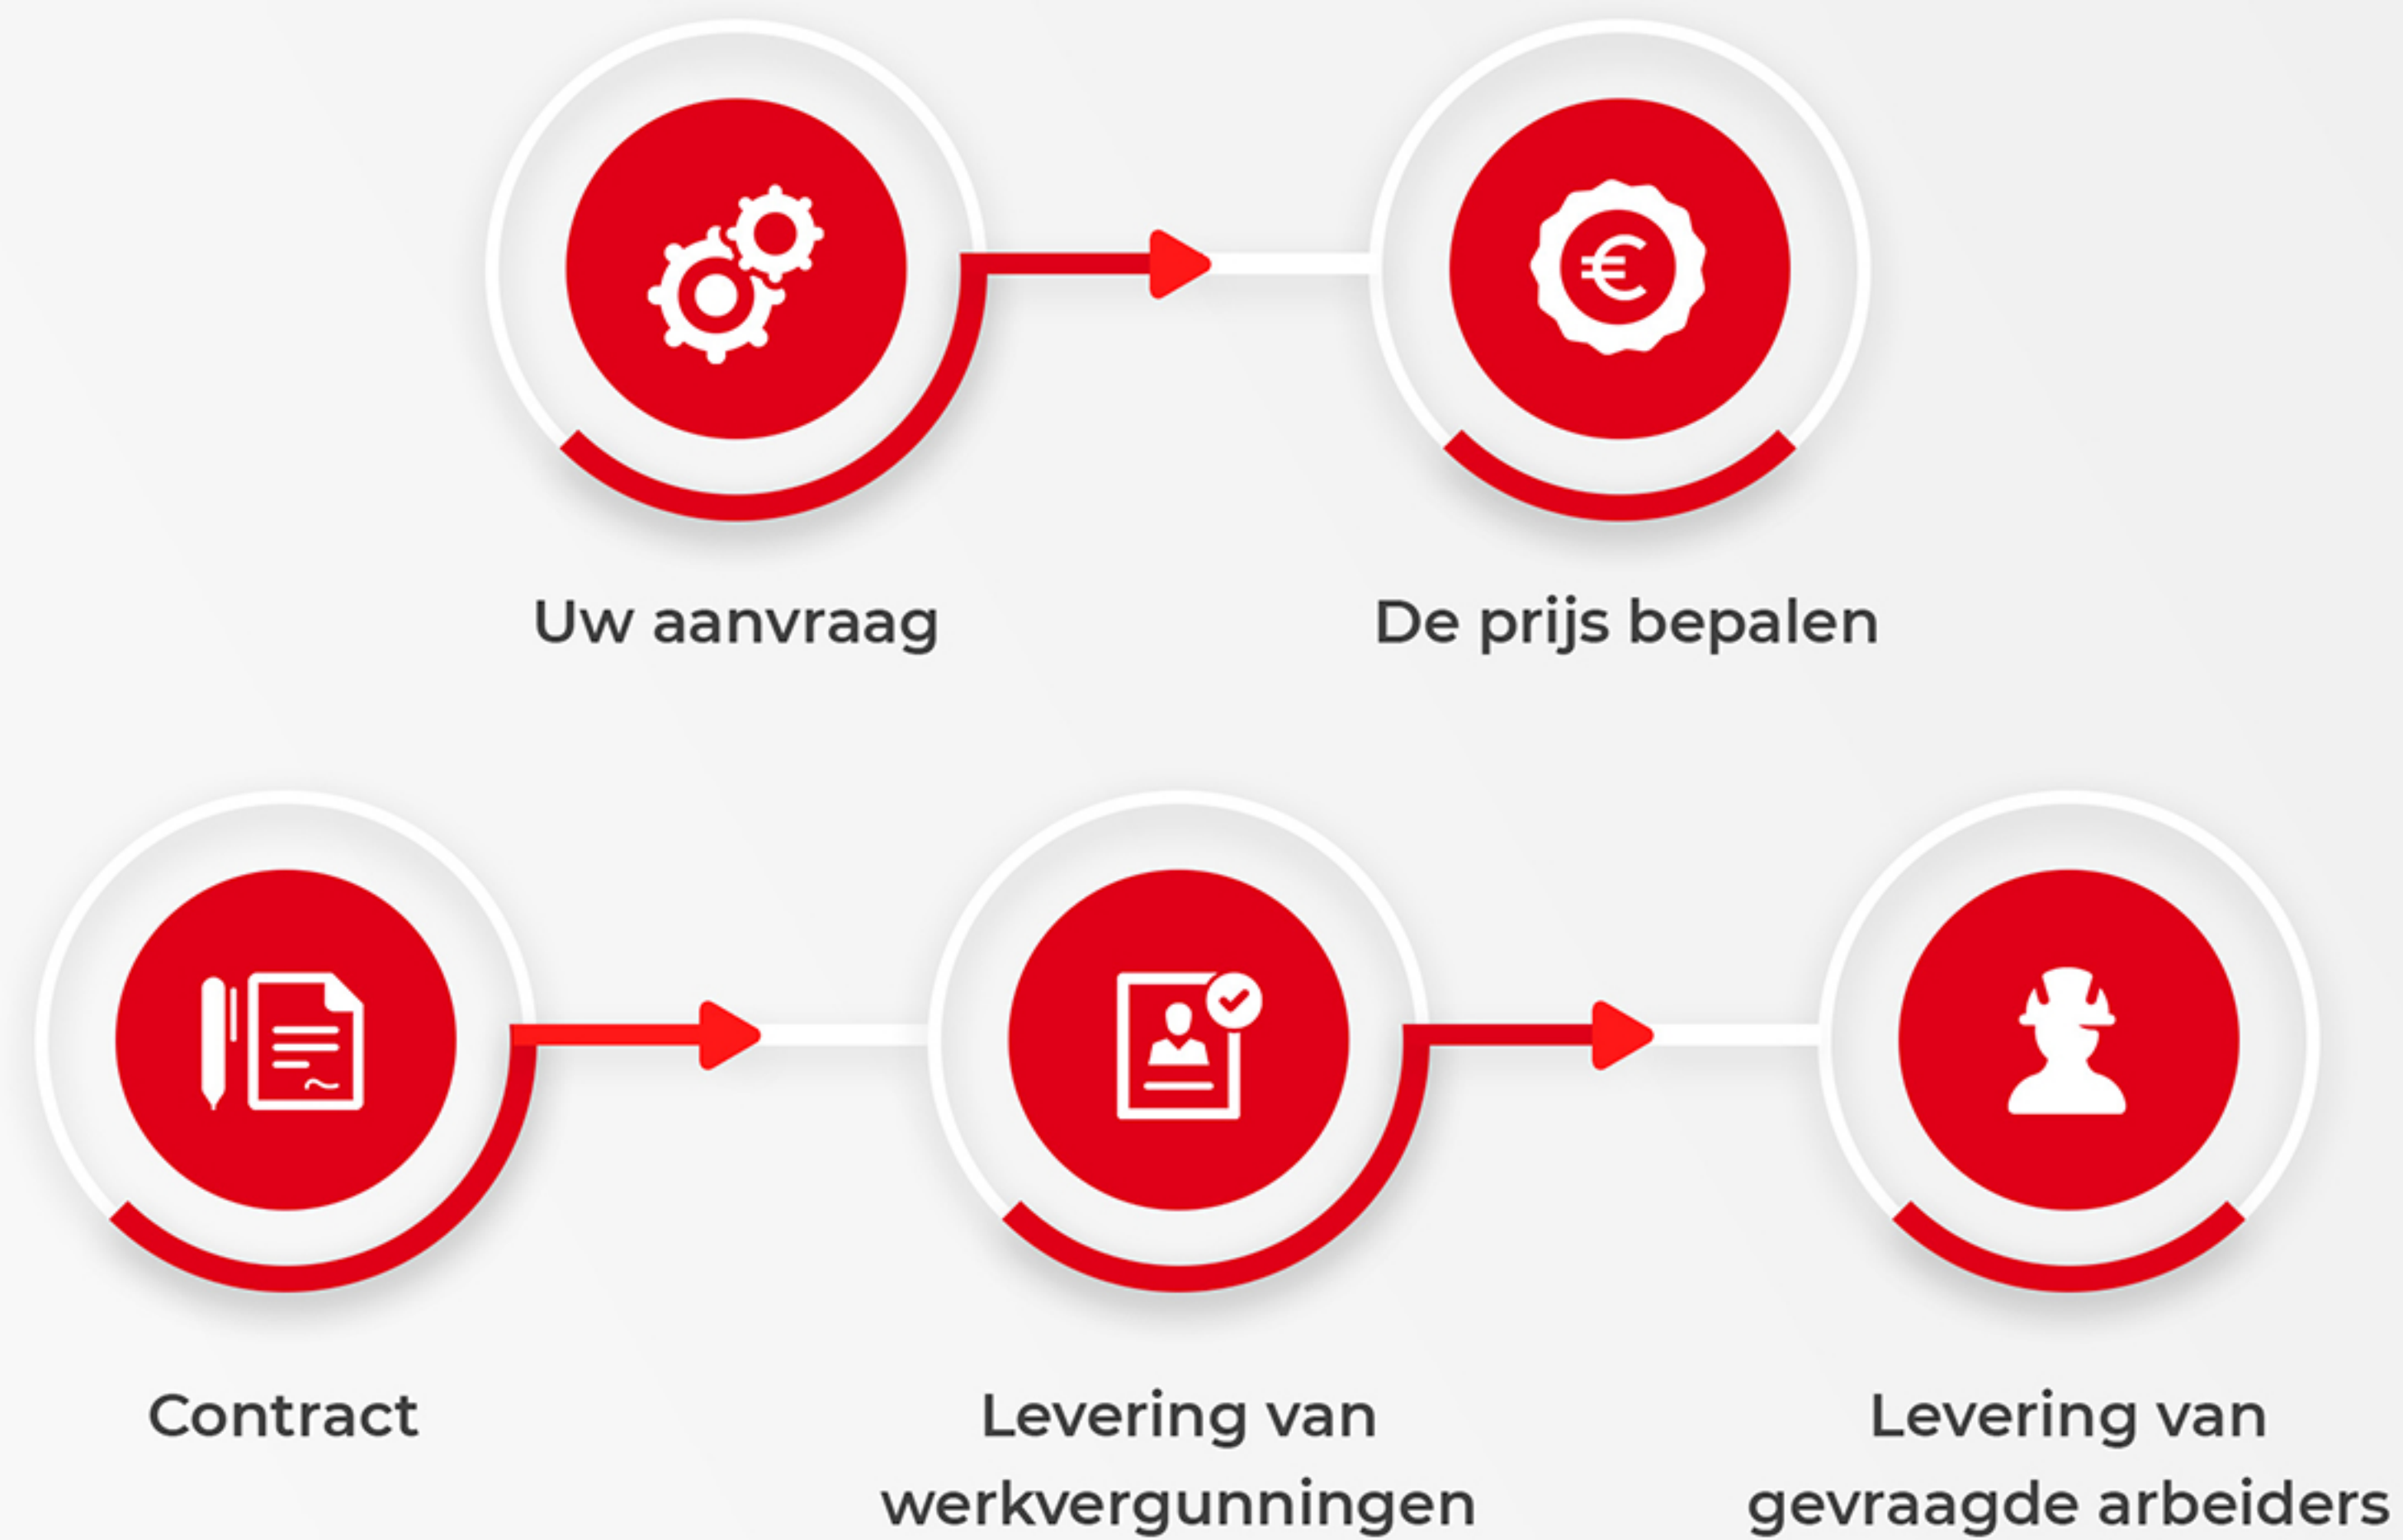 Uw aanvraag
De prijs bepalen
Contract
Levering van
werkvergunningen
Levering van
gevraagde arbeiders